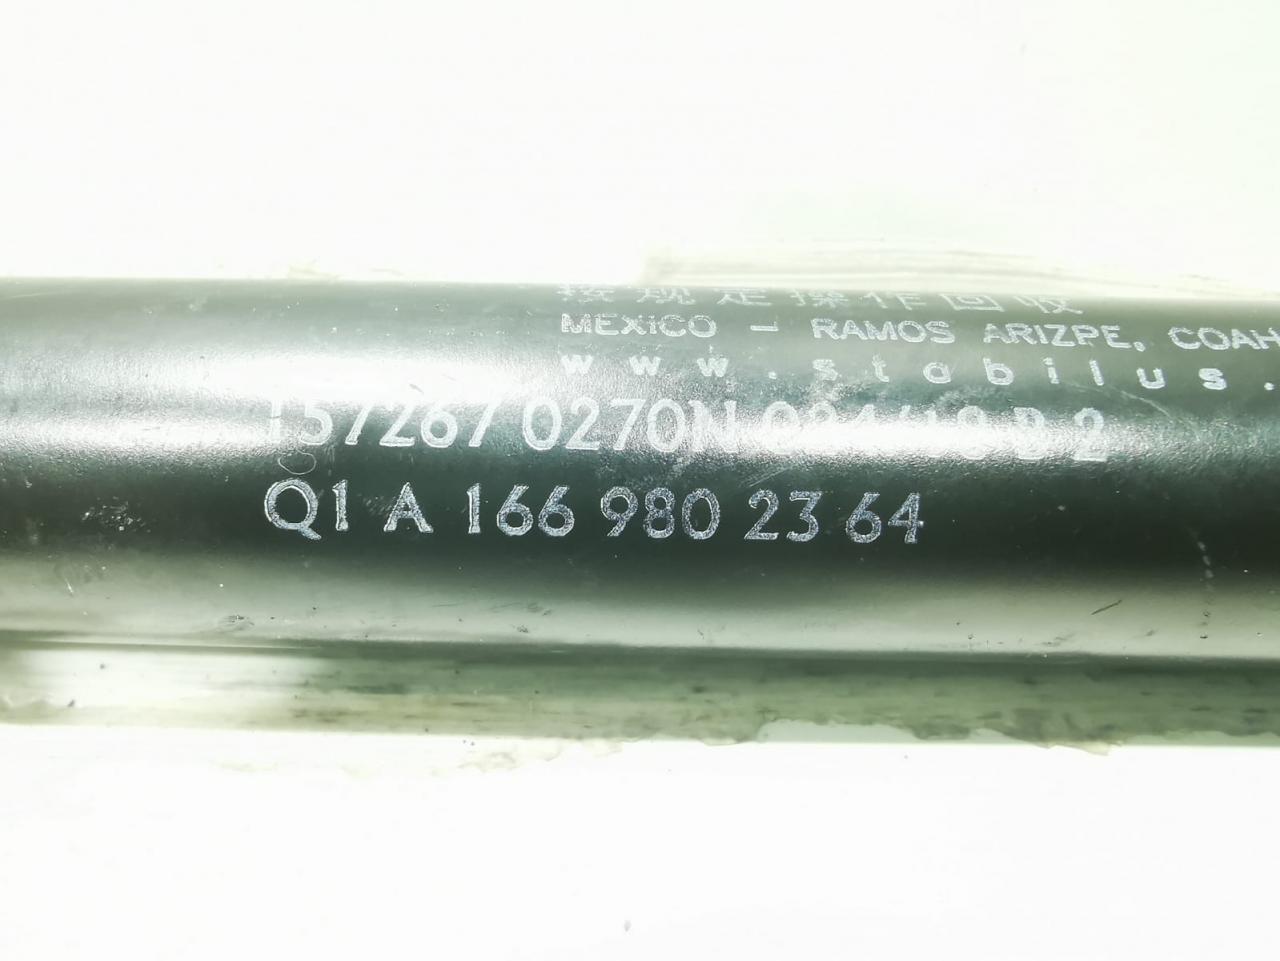 按规定操作回收
MEXICO – RAMOS ARIZPE, COAH
www.stabilus.
157267 0270N B 2
Q1 A 166 980 23 64